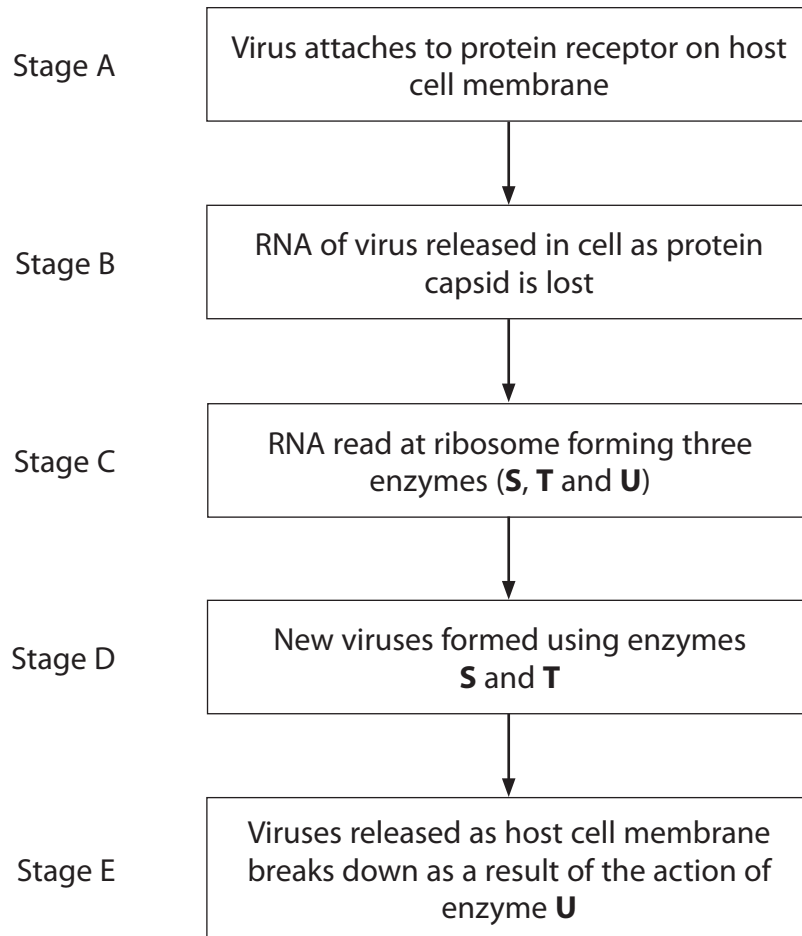 Stage A
Virus attaches to protein receptor on host
cell membrane
Stage B
RNA of virus released in cell as protein
capsid is lost
Stage C
RNA read at ribosome forming three
enzymes (S, T and U)
Stage D
New viruses formed using enzymes
S and T
Stage E
Viruses released as host cell membrane
breaks down as a result of the action of
enzyme U